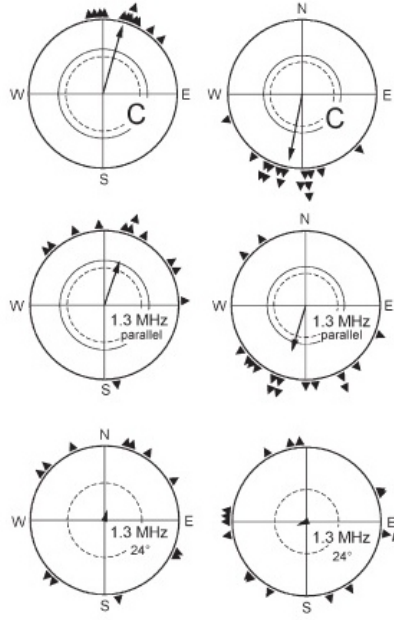 W E
C
S
N
W E
C
W
1.3 MHz
parallel
S
N
W E
1.3 MHz
parallel
N
W E
1.3 MHz
24°
S
E
1.3 MHz
24°
S